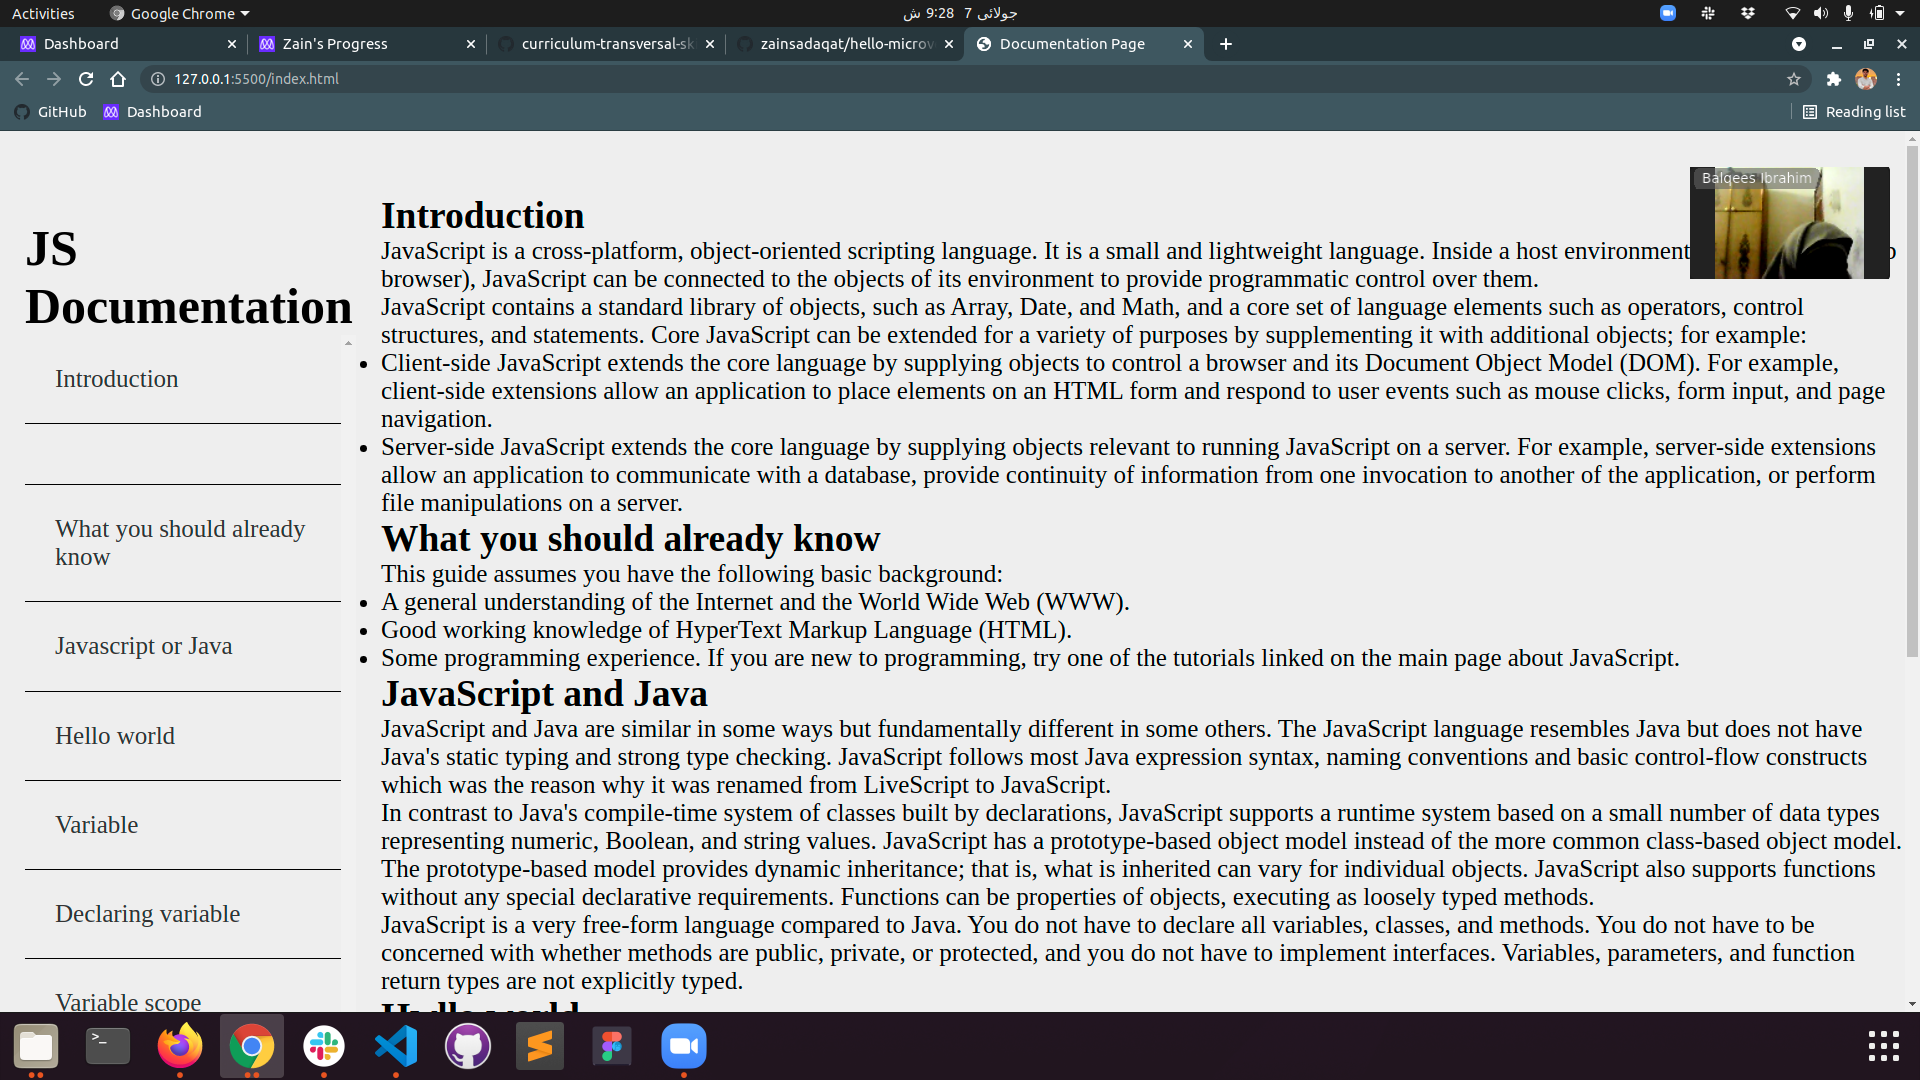 Activities
Google Chrome
جولائی 7  9:28 ش
Dashboard
Zain's Progress
curriculum-transversal-sk
zainsadaqat/hello-microv
Documentation Page
127.0.0.1:5500/index.html
GitHub
Dashboard
Reading list
Balqees Ibrahim
JS
Documentation
Introduction
What you should already
know
Javascript or Java
Hello world
Variable
Declaring variable
Variable scope
Introduction
JavaScript is a cross-platform, object-oriented scripting language. It is a small and lightweight language. Inside a host environment
browser), JavaScript can be connected to the objects of its environment to provide programmatic control over them.
JavaScript contains a standard library of objects, such as Array, Date, and Math, and a core set of language elements such as operators, control
structures, and statements. Core JavaScript can be extended for a variety of purposes by supplementing it with additional objects; for example:
• Client-side JavaScript extends the core language by supplying objects to control a browser and its Document Object Model (DOM). For example,
client-side extensions allow an application to place elements on an HTML form and respond to user events such as mouse clicks, form input, and page
navigation.
• Server-side JavaScript extends the core language by supplying objects relevant to running JavaScript on a server. For example, server-side extensions
allow an application to communicate with a database, provide continuity of information from one invocation to another of the application, or perform
file manipulations on a server.
What you should already know
This guide assumes you have the following basic background:
• A general understanding of the Internet and the World Wide Web (WWW).
• Good working knowledge of HyperText Markup Language (HTML).
• Some programming experience. If you are new to programming, try one of the tutorials linked on the main page about JavaScript.
JavaScript and Java
JavaScript and Java are similar in some ways but fundamentally different in some others. The JavaScript language resembles Java but does not have
Java's static typing and strong type checking. JavaScript follows most Java expression syntax, naming conventions and basic control-flow constructs
which was the reason why it was renamed from LiveScript to JavaScript.
In contrast to Java's compile-time system of classes built by declarations, JavaScript supports a runtime system based on a small number of data types
representing numeric, Boolean, and string values. JavaScript has a prototype-based object model instead of the more common class-based object model.
The prototype-based model provides dynamic inheritance; that is, what is inherited can vary for individual objects. JavaScript also supports functions
without any special declarative requirements. Functions can be properties of objects, executing as loosely typed methods.
JavaScript is a very free-form language compared to Java. You do not have to declare all variables, classes, and methods. You do not have to be
concerned with whether methods are public, private, or protected, and you do not have to implement interfaces. Variables, parameters, and function
return types are not explicitly typed.
Hello world